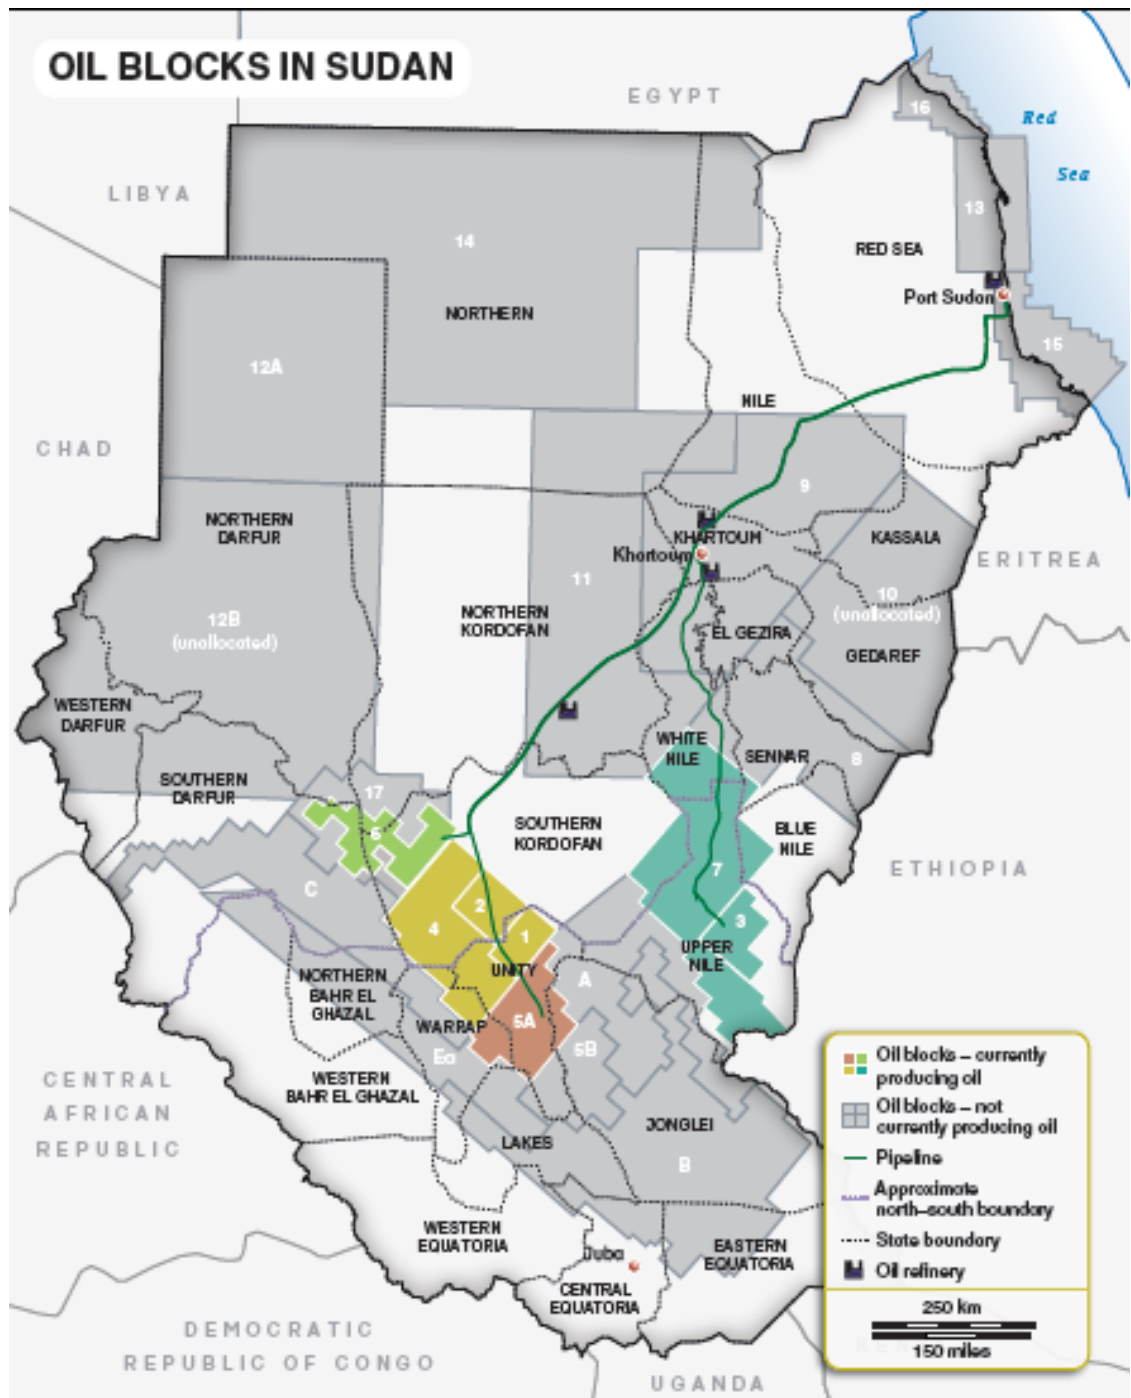 OIL BLOCKS IN SUDAN
EGYPT
16
Red
Sea
LIBYA
13
14
RED SEA
Port Sudan
NORTHERN
15
12A
NILE
CHAD
9
NORTHERN
DARFUR
KHARTOUM
KASSALA
Khartoum
ERITREA
11
10
(unallocated)
12B
(unallocated)
NORTHERN
KORDOFAN
EL GEZIRA
GEDAREF
WESTERN
DARFUR
WHITE
NILE
SENNAR
8
SOUTHERN
DARFUR
17
6
SOUTHERN
KORDOFAN
BLUE
NILE
ETHIOPIA
7
C
2
4
1
3
UPPER
NILE
UNITY
A
NORTHERN
BAHR EL
GHAZAL
WARRAP
5A
5B
Ea
WESTERN
BAHR EL GHAZAL
CENTRAL
AFRICAN
REPUBLIC
JONGLEI
LAKES
B
WESTERN
EQUATORIA
EASTERN
EQUATORIA
Juba
CENTRAL
EQUATORIA
DEMOCRATIC
REPUBLIC OF CONGO
UGANDA
Oil blocks – currently
producing oil
Oil blocks – not
currently producing oil
Pipeline
Approximate
north–south boundary
State boundary
Oil refinery
250 km
150 miles